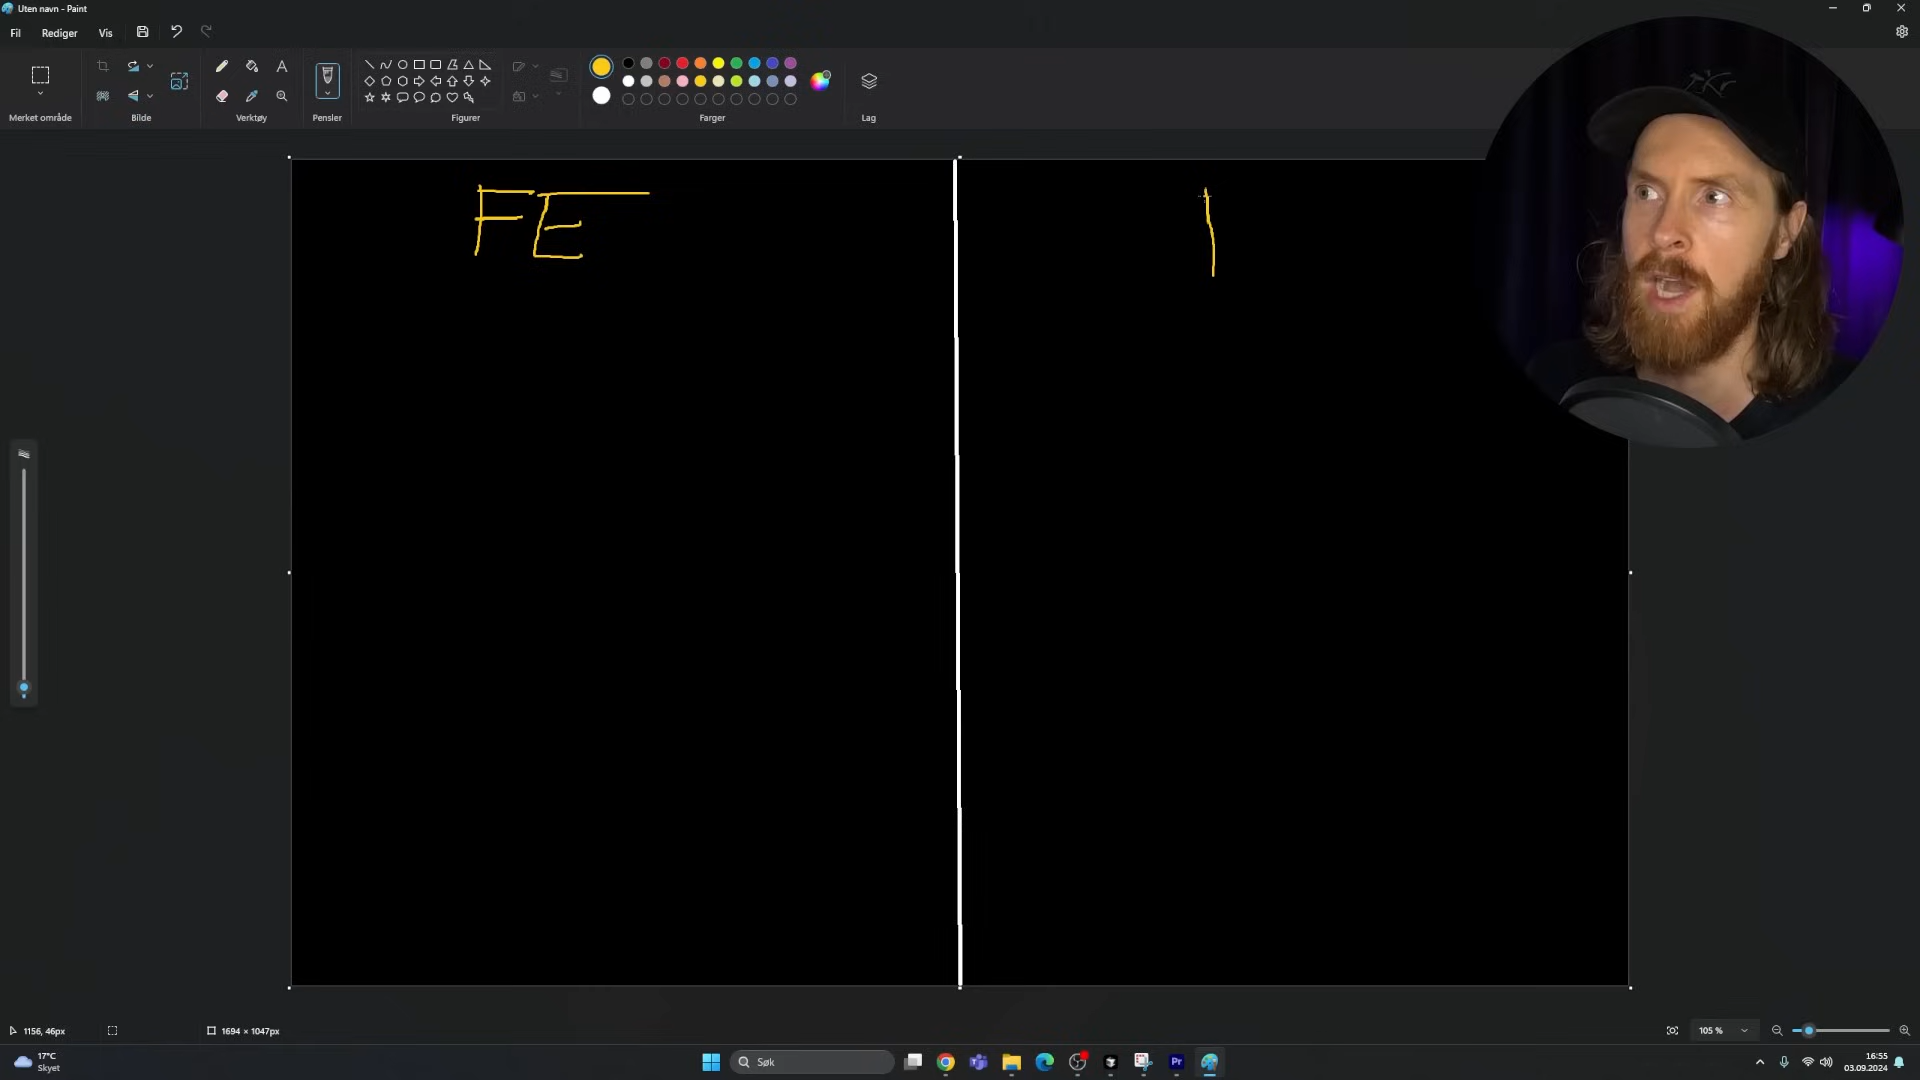 Uten navn - Paint
Fil Rediger Vis
Merket område Bilde Verktøy Pensler Figurer Farger Lag
FE
1156, 46px 1694 × 1047px 105 %
17°C
Skyet
Søk
Pr
16:55
03.09.2024